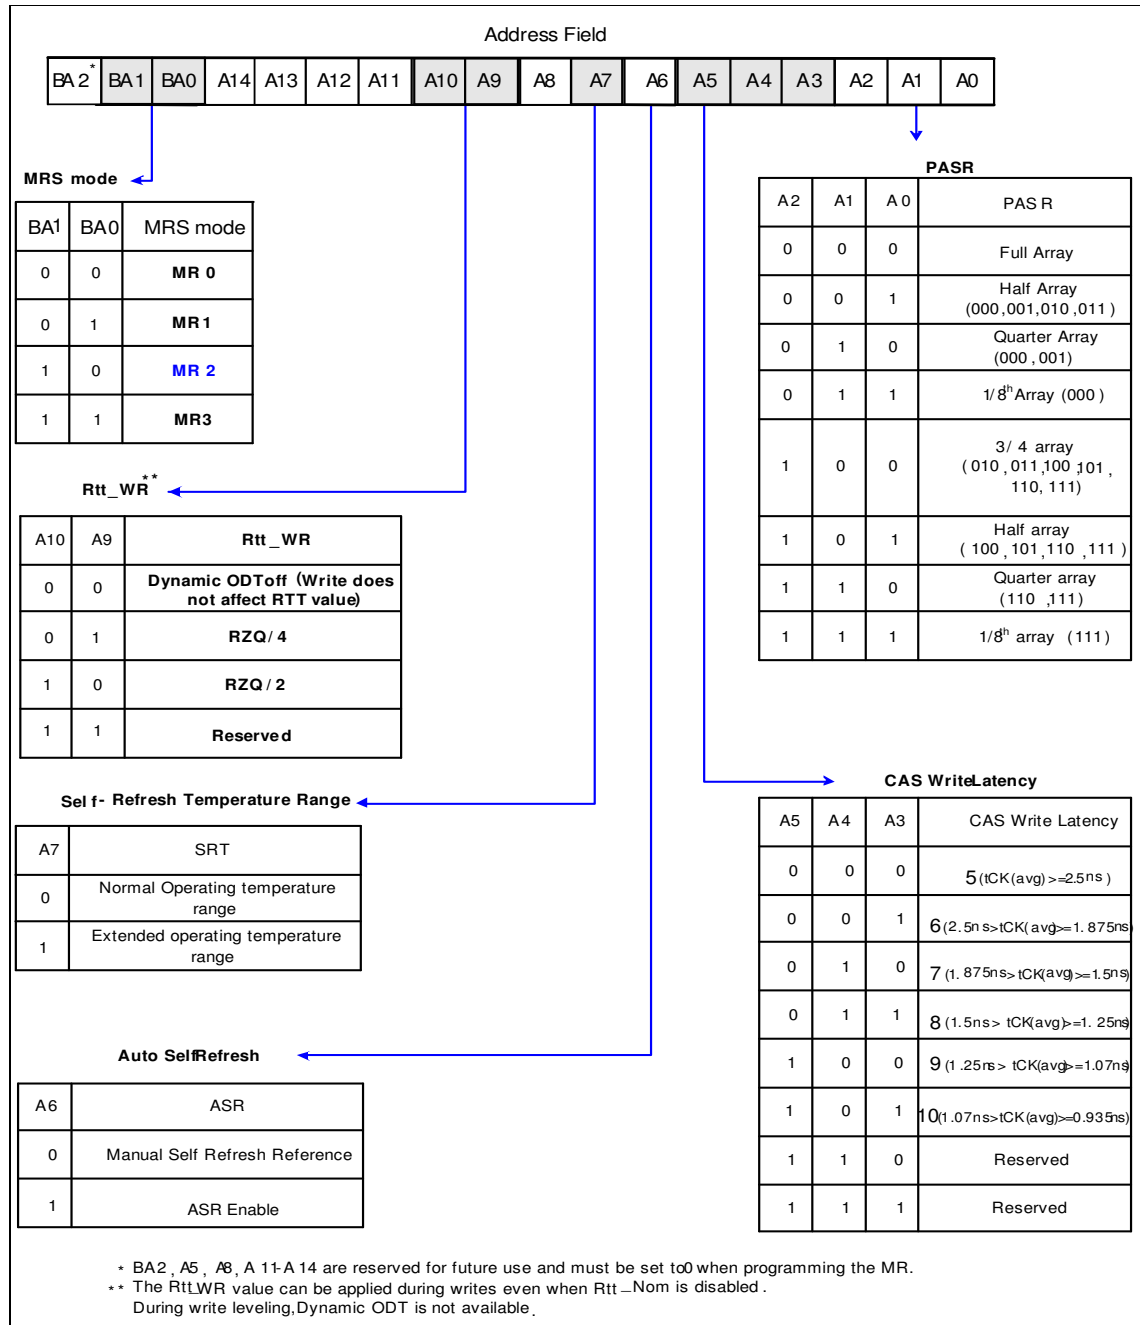 Address Field
BA2* BA1 BA0 A14 A13 A12 A11 A10 A9 A8 A7 A6 A5 A4 A3 A2 A1 A0
MRS mode
BA1 BA0 MRS mode
0 0 MR 0
0 1 MR1
1 0 MR 2
1 1 MR3
Rtt_WR**
A10 A9 Rtt_WR
0 0 Dynamic ODToff (Write does
not affect RTT value)
0 1 RZQ/4
1 0 RZQ/2
1 1 Reserved
Self- Refresh Temperature Range
A7 SRT
0 Normal Operating temperature
range
1 Extended operating temperature
range
Auto SelfRefresh
A6 ASR
0 Manual Self Refresh Reference
1 ASR Enable
PASR
A2 A1 A0 PASR
0 0 0 Full Array
0 0 1 Half Array
(000,001,010,011)
0 1 0 Quarter Array
(000,001)
0 1 1 1/8th Array (000)
1 0 0 3/4 array
(010,011,100,101,
110,111)
1 0 1 Half array
(100,101,110,111)
1 1 0 Quarter array
(110,111)
1 1 1 1/8th array (111)
CAS WriteLatency
A5 A4 A3 CAS Write Latency
0 0 0 5(tCK(avg)>=2.5ns)
0 0 1 6(2.5ns>tCK(avg)>=1.875ns)
0 1 0 7(1.875ns>tCK(avg)>=1.5ns)
0 1 1 8(1.5ns> tCK(avg)>=1.25ns)
1 0 0 9(1.25ns> tCK(avg)>=1.07ns)
1 0 1 10(1.07ns>tCK(avg)>=0.935ns)
1 1 0 Reserved
1 1 1 Reserved
* BA2, A5, A8, A11-A14 are reserved for future use and must be set to0 when programming the MR.
** The Rtt_WR value can be applied during writes even when Rtt_Nom is disabled.
During write leveling,Dynamic ODT is not available.